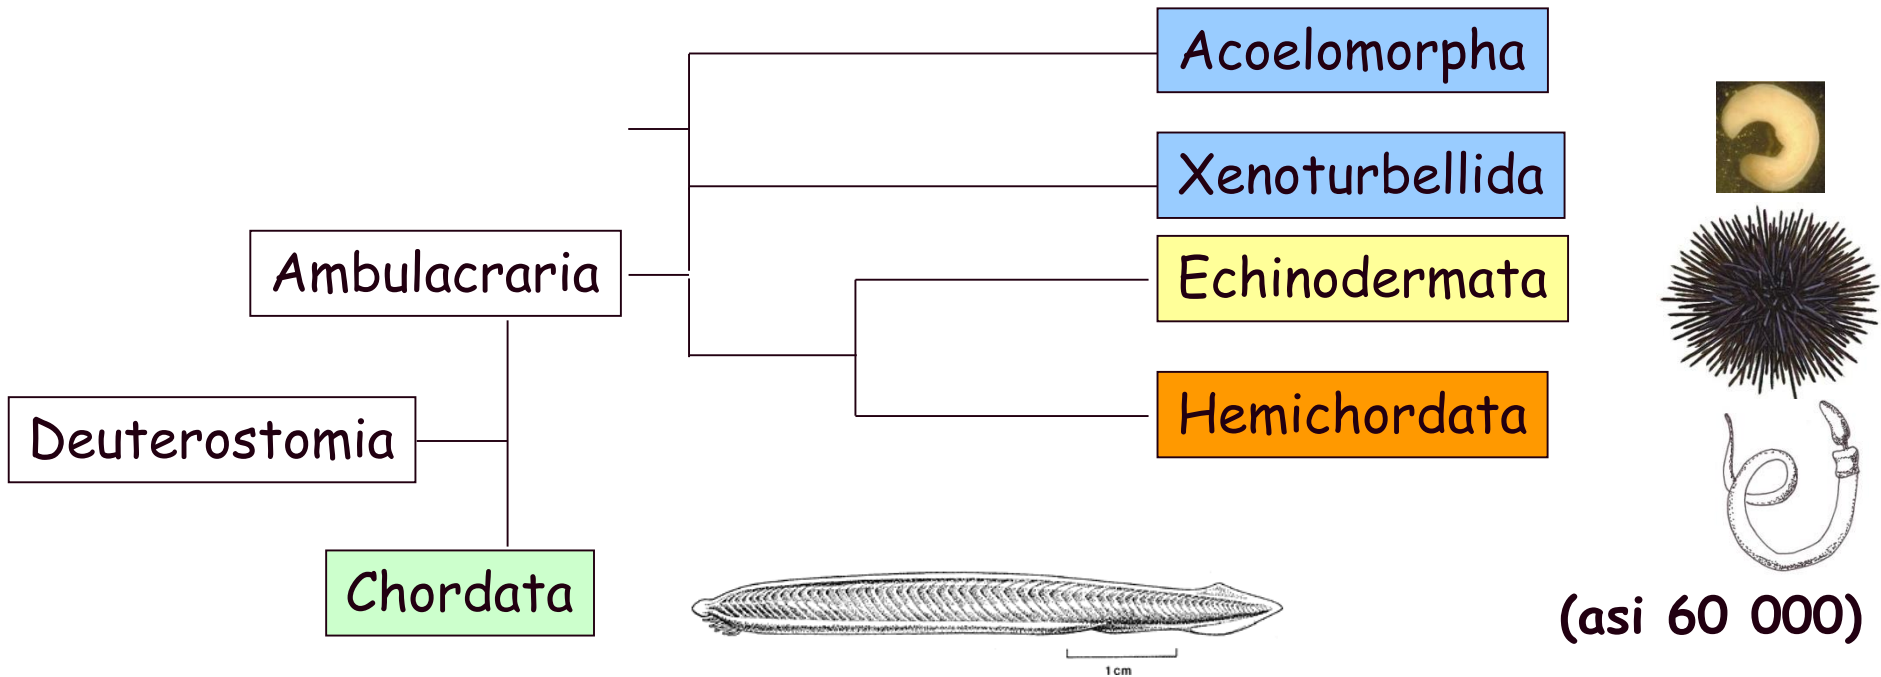 Acoelomorpha
Xenoturbellida
Ambulacraria
Echinodermata
Hemichordata
Deuterostomia
Chordata
(asi 60 000)
1 cm